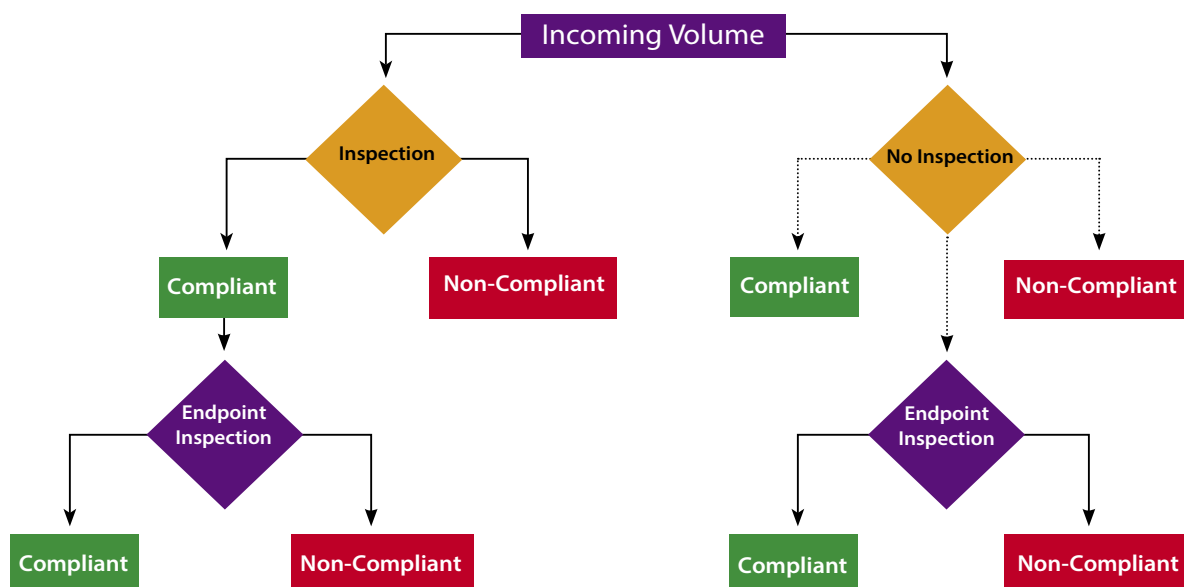 Incoming Volume
Inspection
No Inspection
Compliant
Non-Compliant
Compliant
Non-Compliant
Endpoint
Inspection
Endpoint
Inspection
Compliant
Non-Compliant
Compliant
Non-Compliant